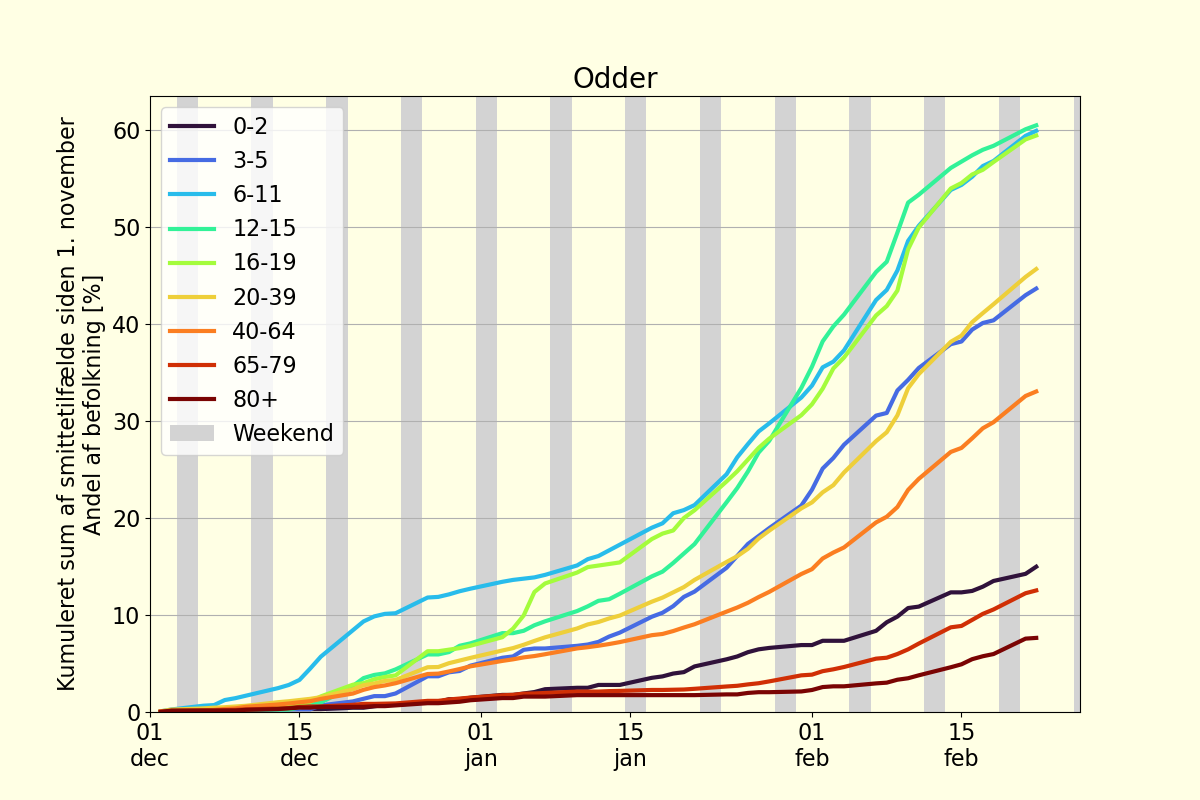 Odder
Kumuleret sum af smittetilfælde siden 1. november
Andel af befolkning [%]
60
50
40
30
20
10
0
0-2
3-5
6-11
12-15
16-19
20-39
40-64
65-79
80+
Weekend
01 15 01 15 01 15
dec dec jan jan feb feb